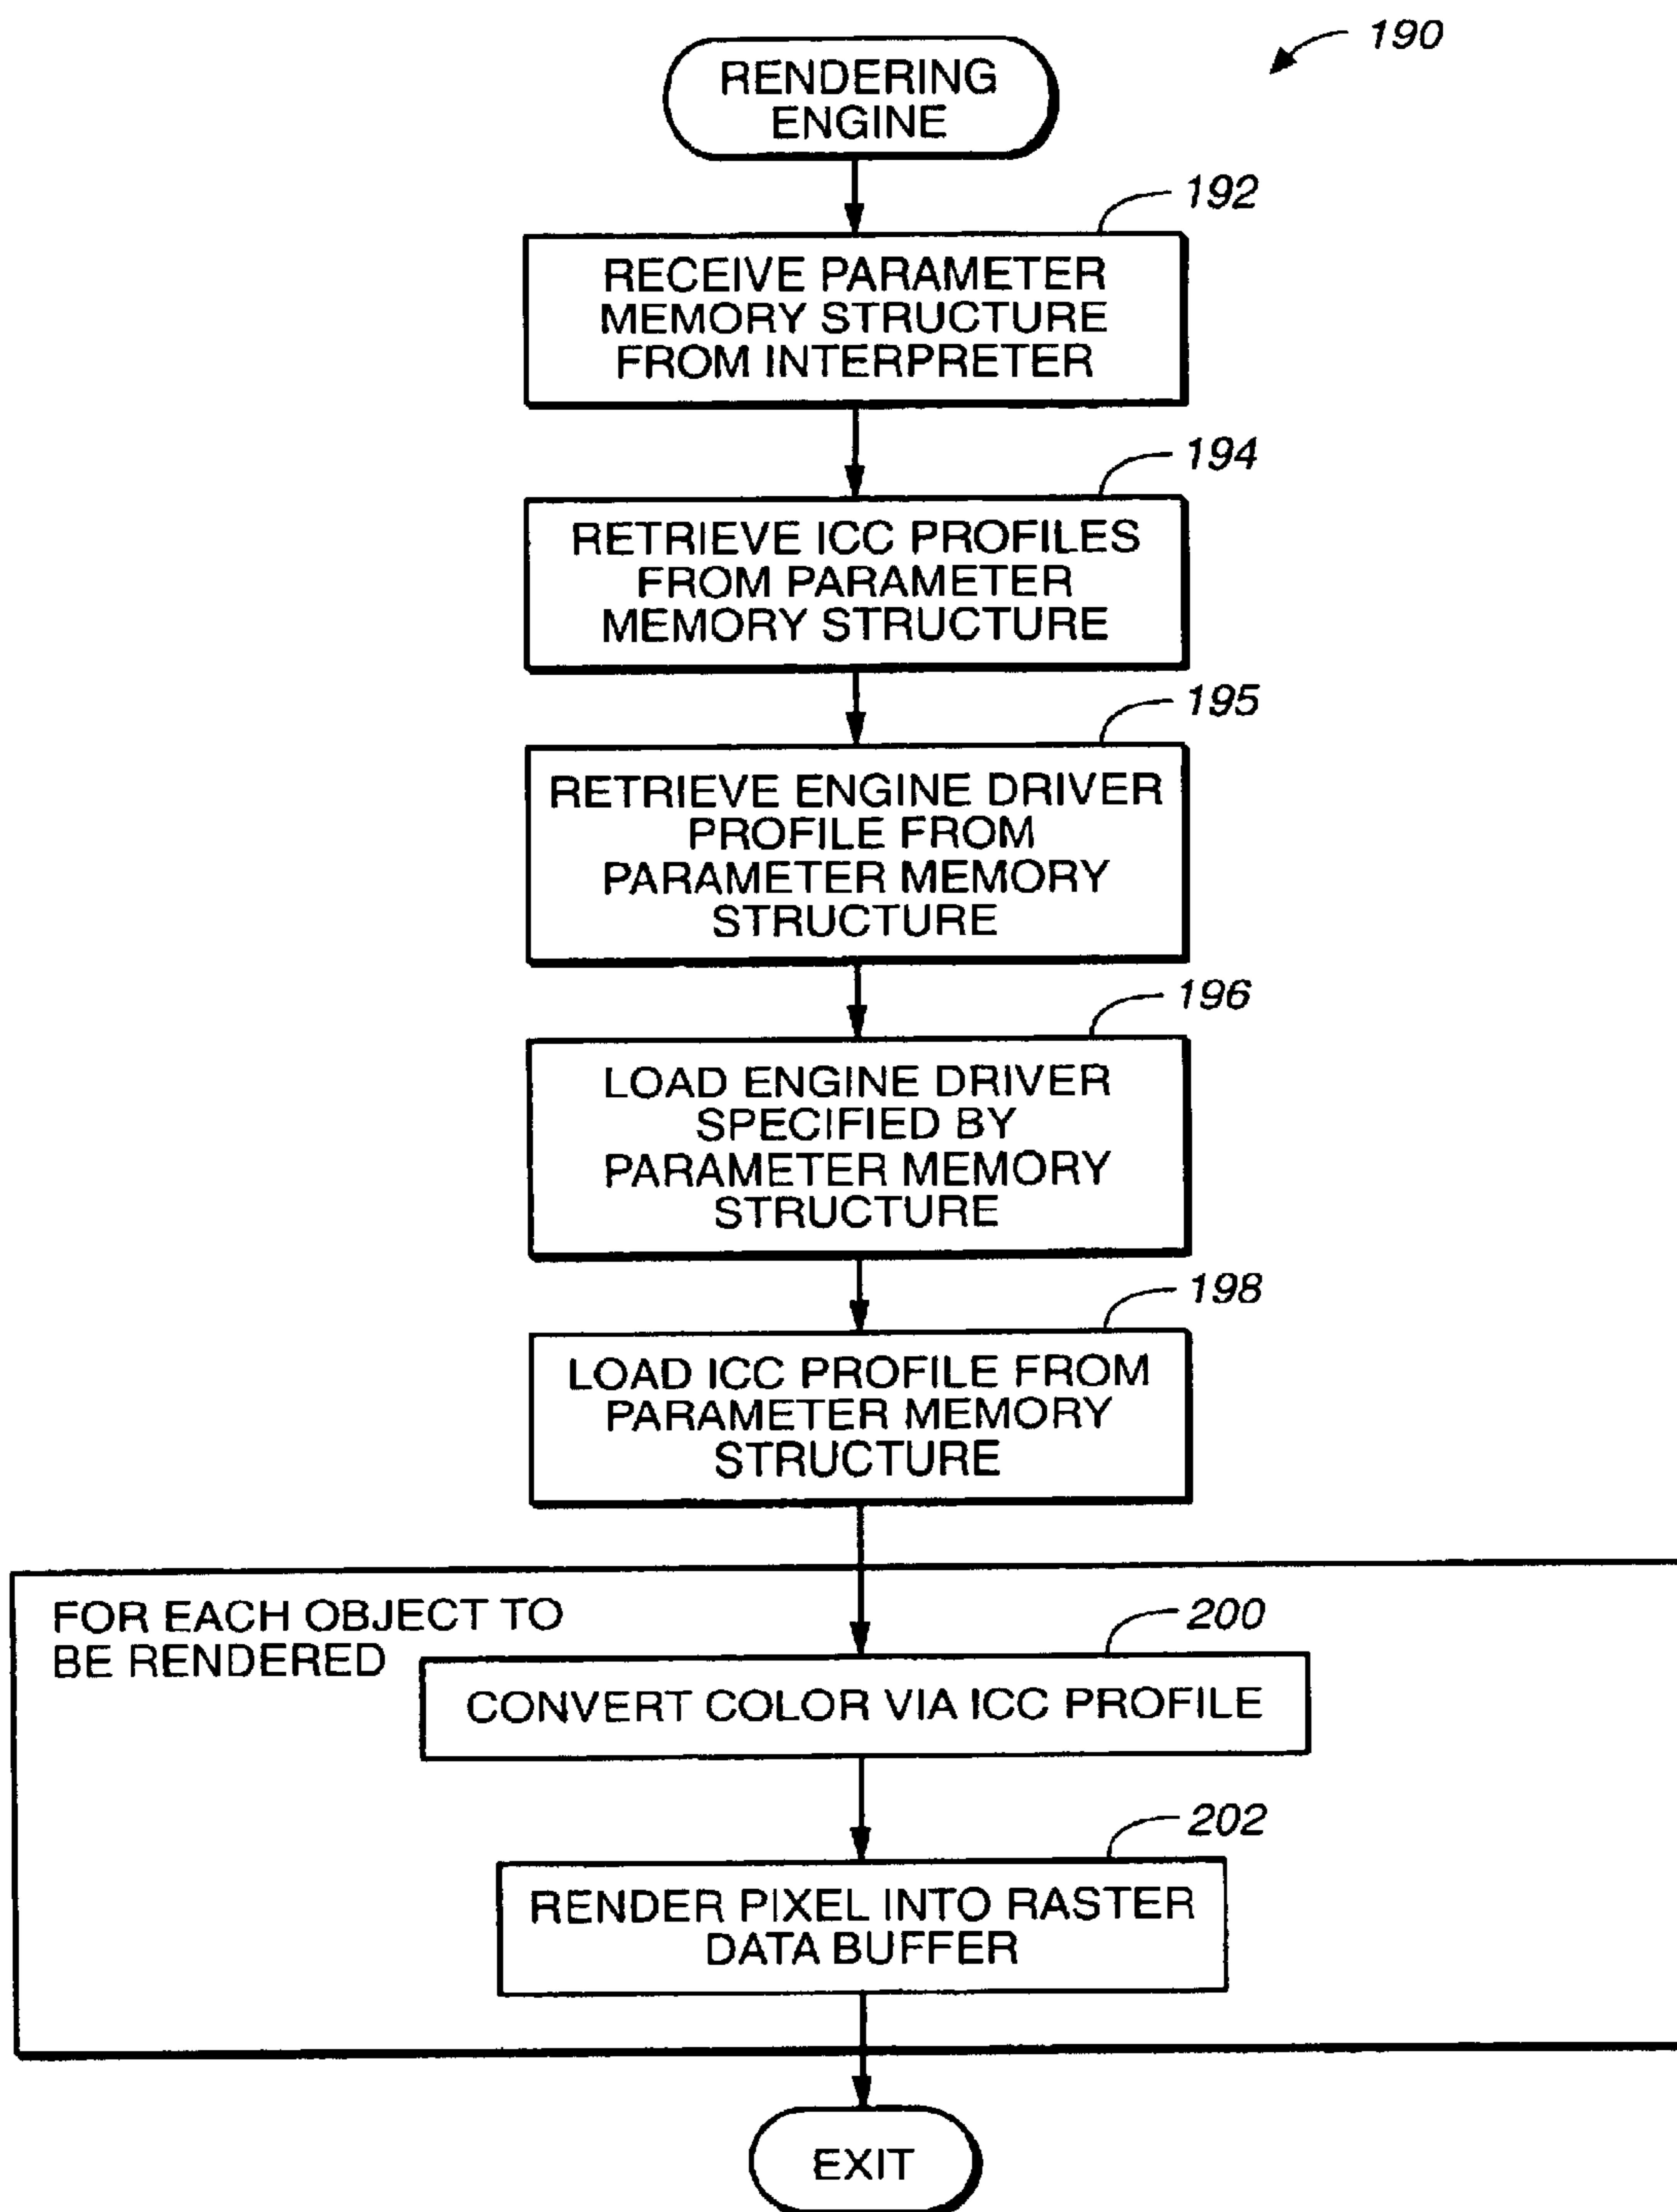 190
RENDERING
ENGINE
192
RECEIVE PARAMETER
MEMORY STRUCTURE
FROM INTERPRETER
194
RETRIEVE ICC PROFILES
FROM PARAMETER
MEMORY STRUCTURE
195
RETRIEVE ENGINE DRIVER
PROFILE FROM
PARAMETER MEMORY
STRUCTURE
196
LOAD ENGINE DRIVER
SPECIFIED BY
PARAMETER MEMORY
STRUCTURE
198
LOAD ICC PROFILE FROM
PARAMETER MEMORY
STRUCTURE
FOR EACH OBJECT TO
BE RENDERED
200
CONVERT COLOR VIA ICC PROFILE
202
RENDER PIXEL INTO RASTER
DATA BUFFER
EXIT